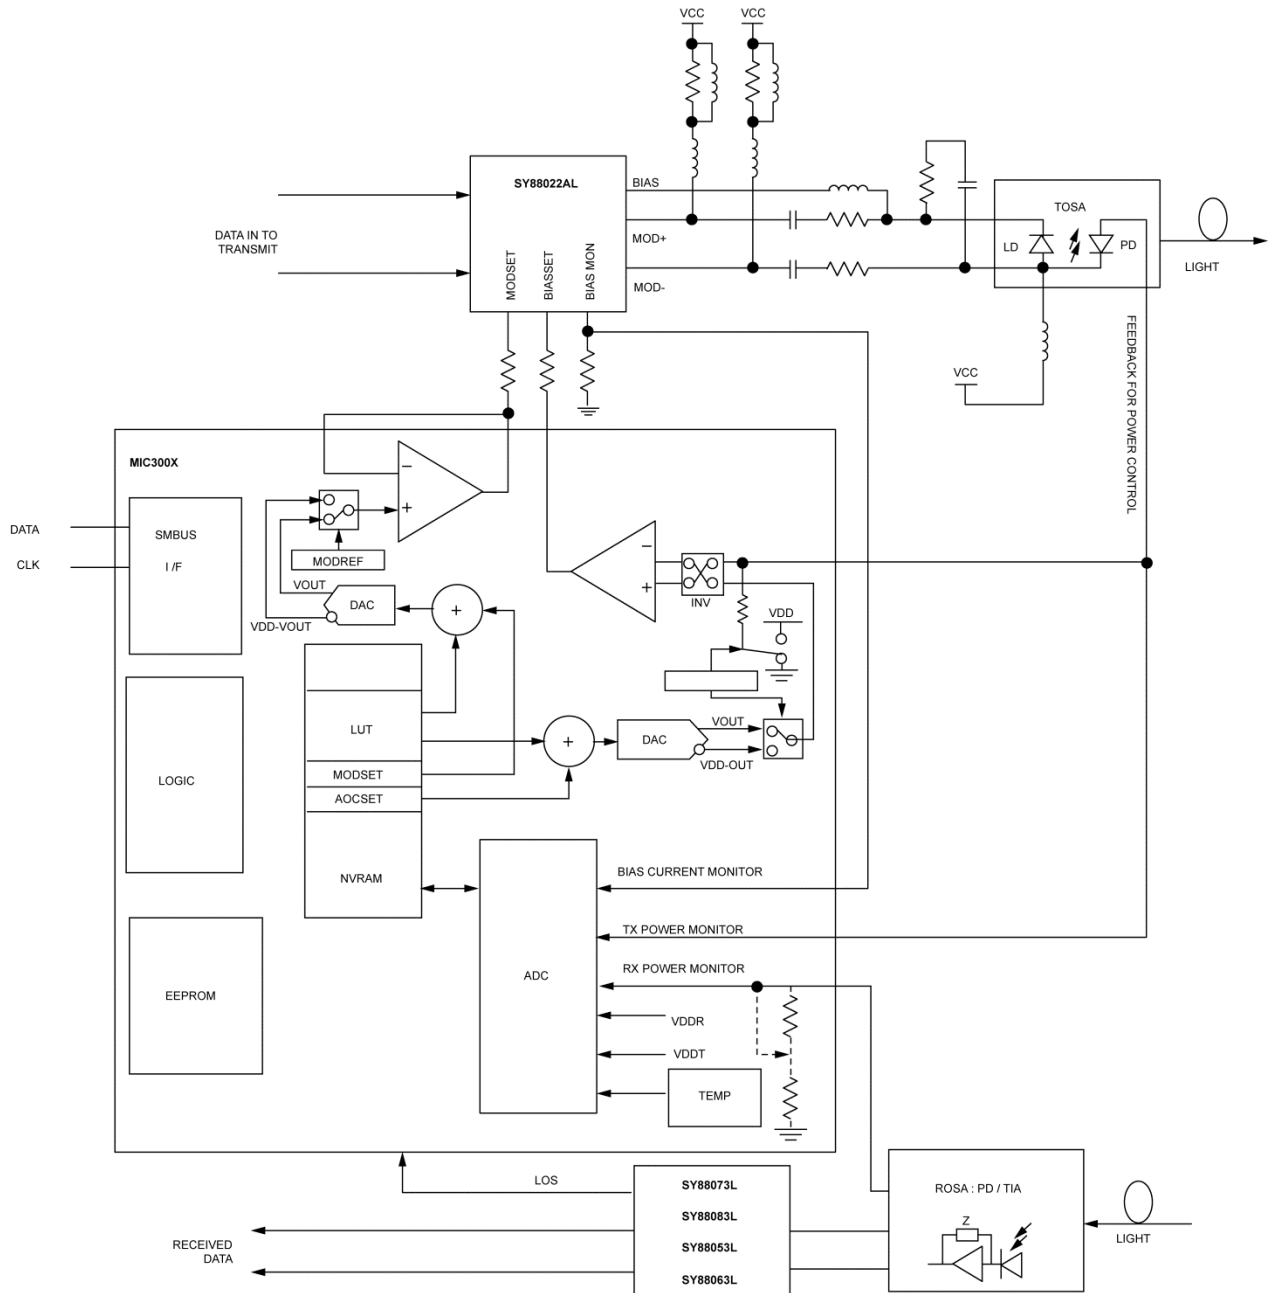 VCC
VCC
SY88022AL
BIAS
MOD+
MOD-
MODSET
BIASSET
BIAS MON
DATA IN TO
TRANSMIT
TOSA
LD
PD
LIGHT
VCC
FEEDBACK FOR POWER CONTROL
MIC300X
DATA
CLK
SMBUS
I /F
MODREF
VOUT
DAC
VDD-VOUT
+
−
+
−
+
INV
VDD
LUT
MODSET
AOCSET
NVRAM
+
DAC
VOUT
VDD-OUT
LOGIC
EEPROM
ADC
BIAS CURRENT MONITOR
TX POWER MONITOR
RX POWER MONITOR
VDDR
VDDT
TEMP
LOS
SY88073L
SY88083L
SY88053L
SY88063L
RECEIVED
DATA
ROSA : PD / TIA
Z
LIGHT